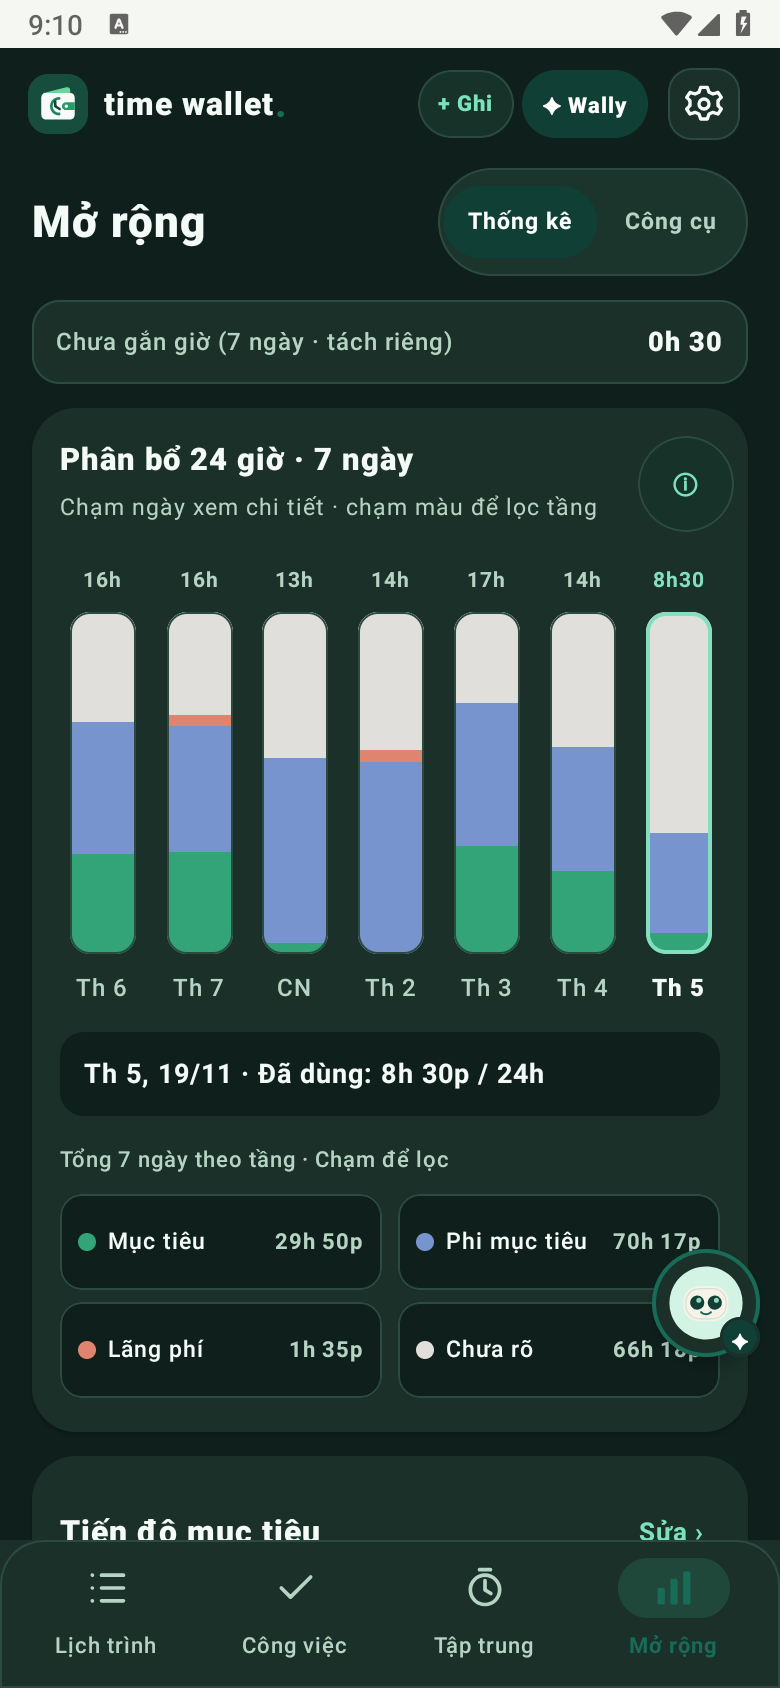 9:10
time wallet.
+ Ghi
Wally
Mở rộng
Thống kê
Công cụ
Chưa gắn giờ (7 ngày · tách riêng)
0h 30
Phân bổ 24 giờ · 7 ngày
Chạm ngày xem chi tiết · chạm màu để lọc tầng
16h 16h 13h 14h 17h 14h 8h30
Th 6 Th 7 CN Th 2 Th 3 Th 4 Th 5
Th 5, 19/11 · Đã dùng: 8h 30p / 24h
Tổng 7 ngày theo tầng · Chạm để lọc
Mục tiêu 29h 50p
Phi mục tiêu 70h 17p
Lãng phí 1h 35p
Chưa rõ 66h 18p
Tiến độ mục tiêu
Sửa ›
Lịch trình
Công việc
Tập trung
Mở rộng